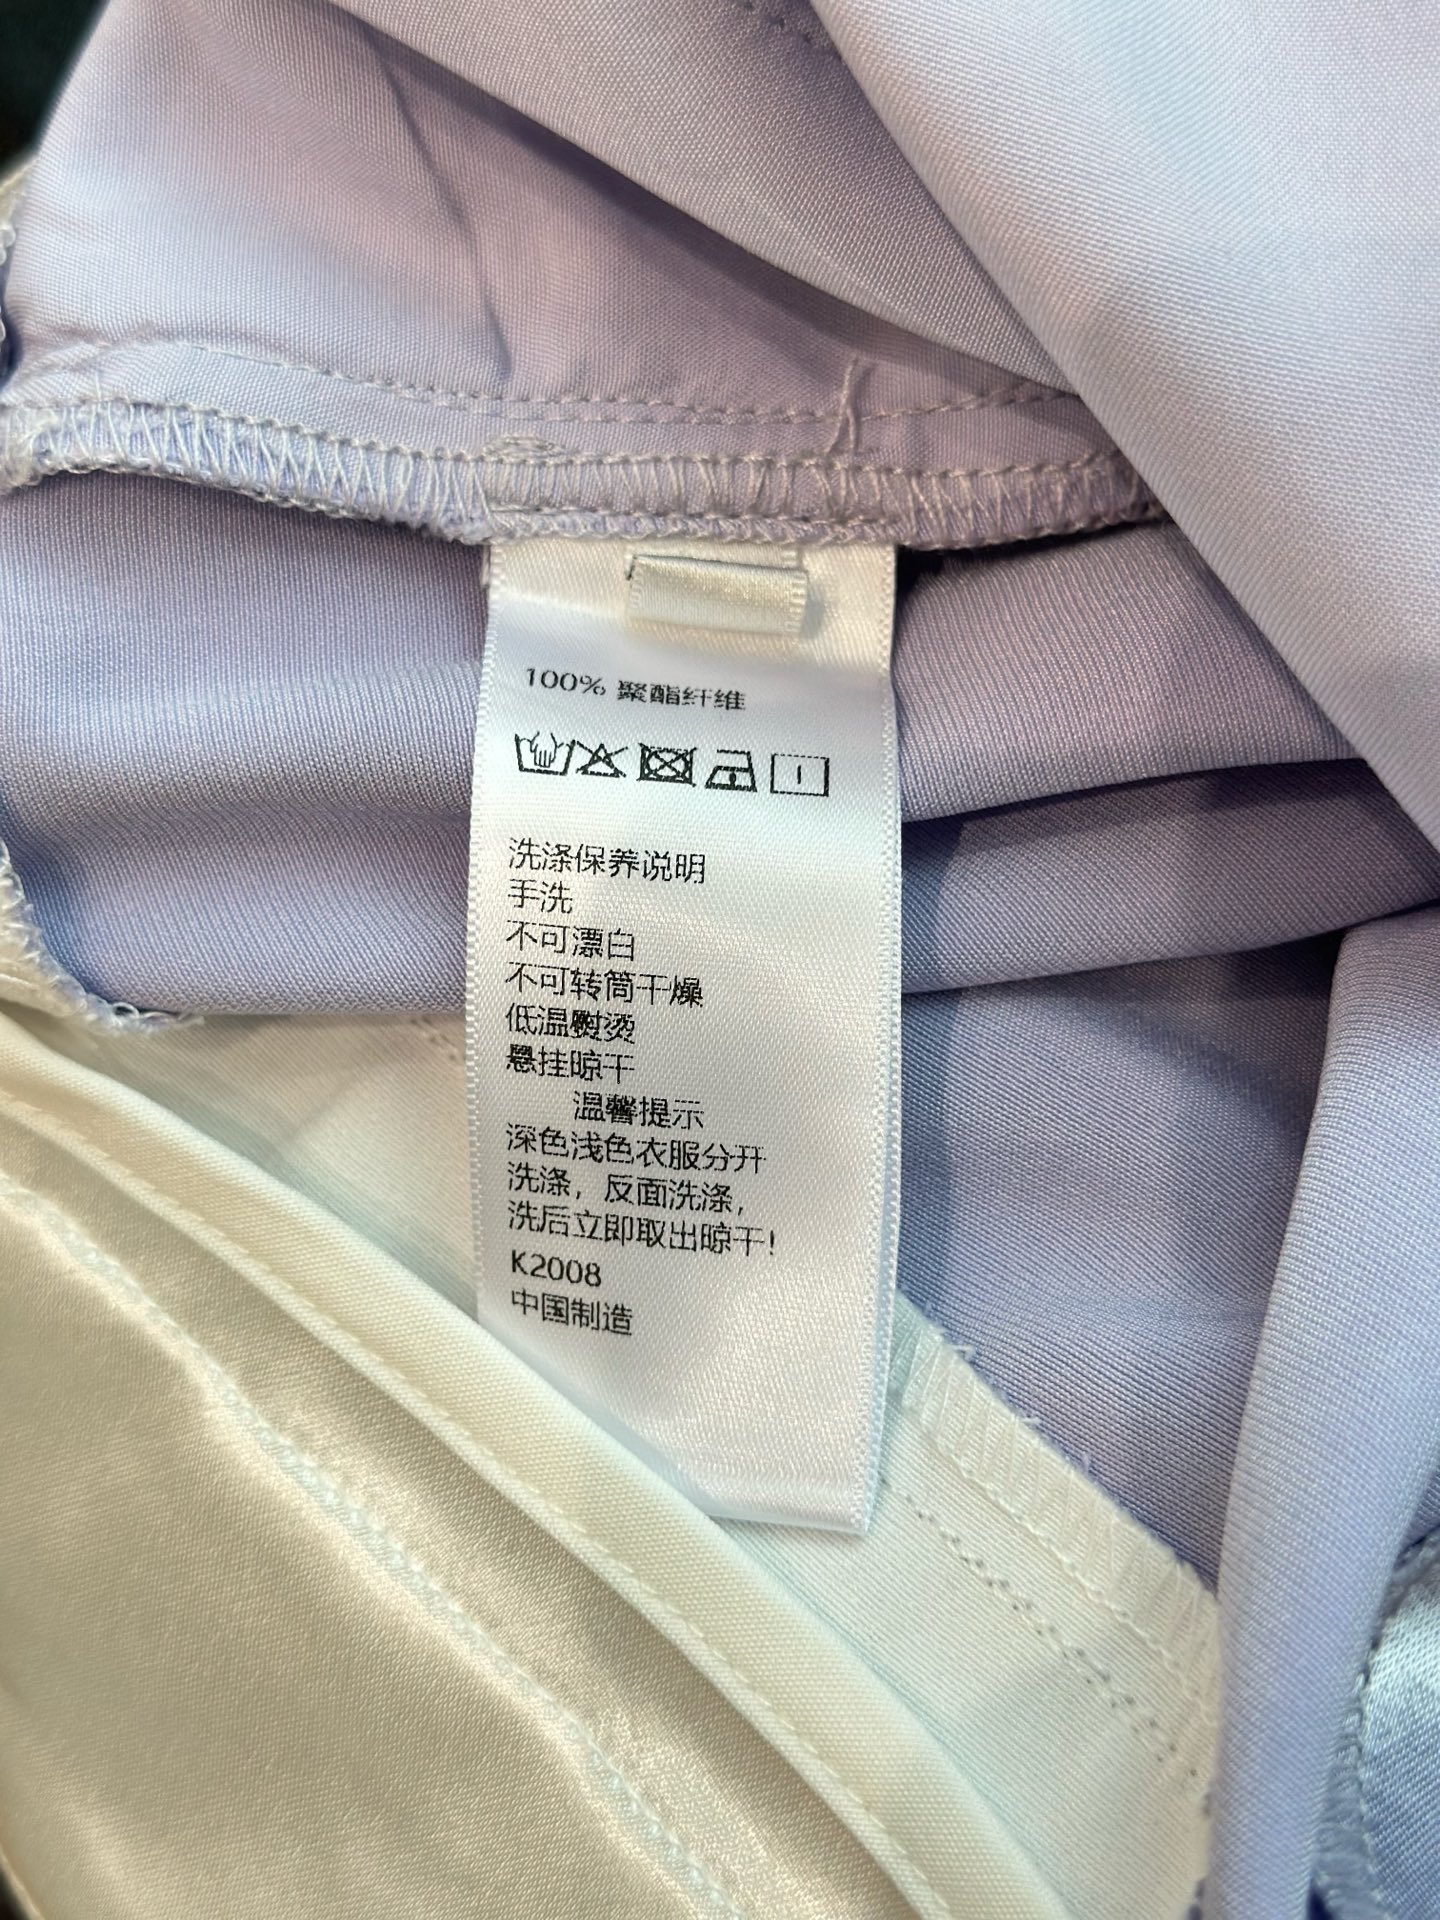 100% 聚酯纤维
洗涤保养说明
手洗
不可漂白
不可转筒干燥
低温熨烫
悬挂晾干
温馨提示
深色浅色衣服分开
洗涤，反面洗涤，
洗后立即取出晾干！
K2008
中国制造